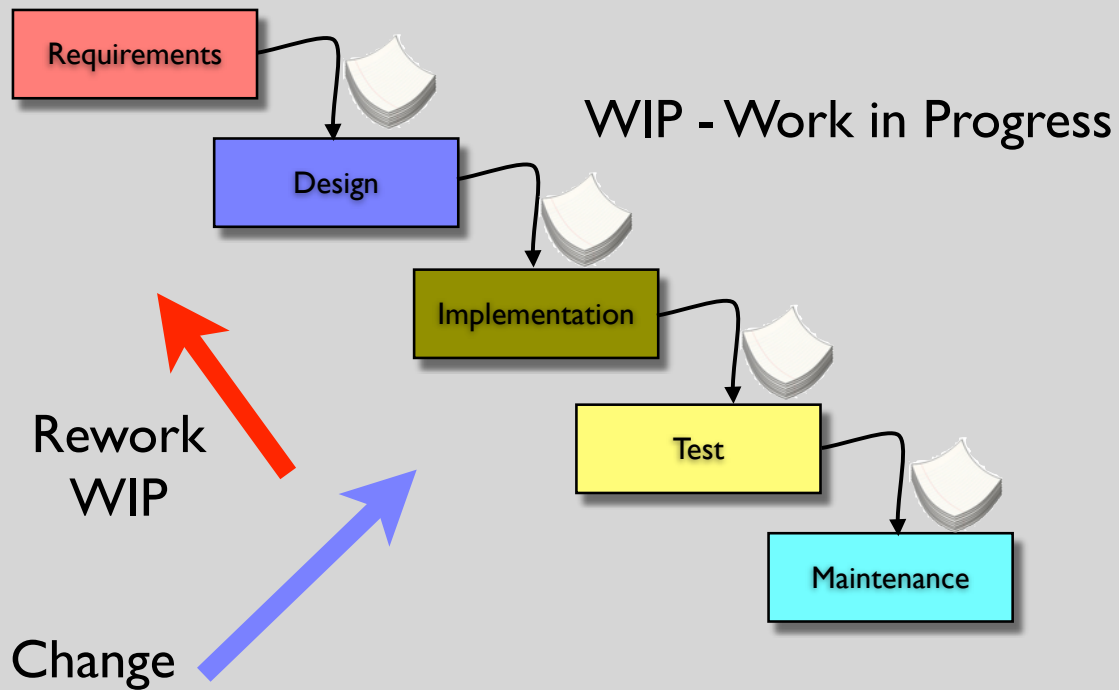 Requirements
WIP - Work in Progress
Design
Implementation
Rework
WIP
Test
Maintenance
Change